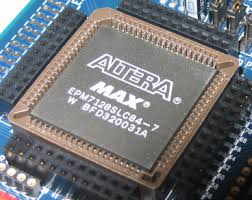 ALTERA
MAX®
EPM7128SLC84-7
W BFD320031A